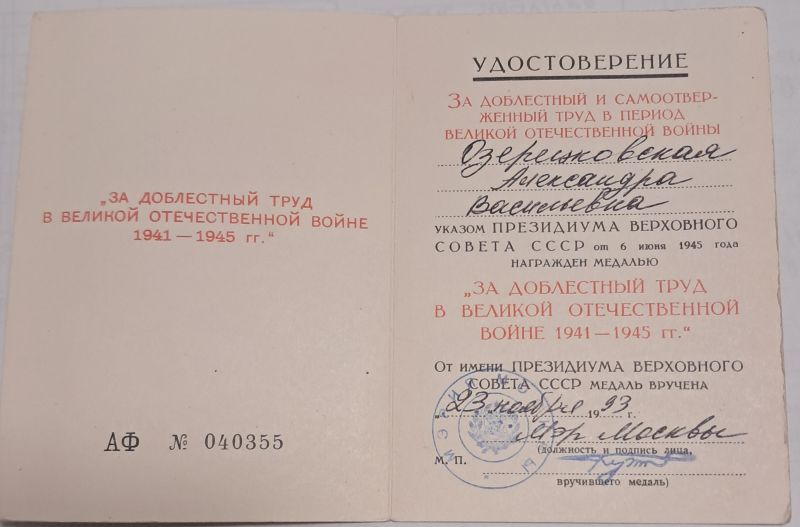 „ЗА ДОБЛЕСТНЫЙ ТРУД
В ВЕЛИКОЙ ОТЕЧЕСТВЕННОЙ ВОЙНЕ
1941 — 1945 гг.“
АФ № 040355
УДОСТОВЕРЕНИЕ
ЗА ДОБЛЕСТНЫЙ И САМООТВЕР-
ЖЕННЫЙ ТРУД В ПЕРИОД
ВЕЛИКОЙ ОТЕЧЕСТВЕННОЙ ВОЙНЫ
Озерецковская
Александра
Васильевна
УКАЗОМ ПРЕЗИДИУМА ВЕРХОВНОГО
СОВЕТА СССР от 6 июня 1945 года
НАГРАЖДЕН МЕДАЛЬЮ
„ЗА ДОБЛЕСТНЫЙ ТРУД
В ВЕЛИКОЙ ОТЕЧЕСТВЕННОЙ
ВОЙНЕ 1941 — 1945 гг.“
ОТ ИМЕНИ ПРЕЗИДИУМА ВЕРХОВНОГО
СОВЕТА СССР МЕДАЛЬ ВРУЧЕНА
„23 ноября 1993 г.
Мэр Москвы
(должность и подпись лица,
М. П.
вручившего медаль)